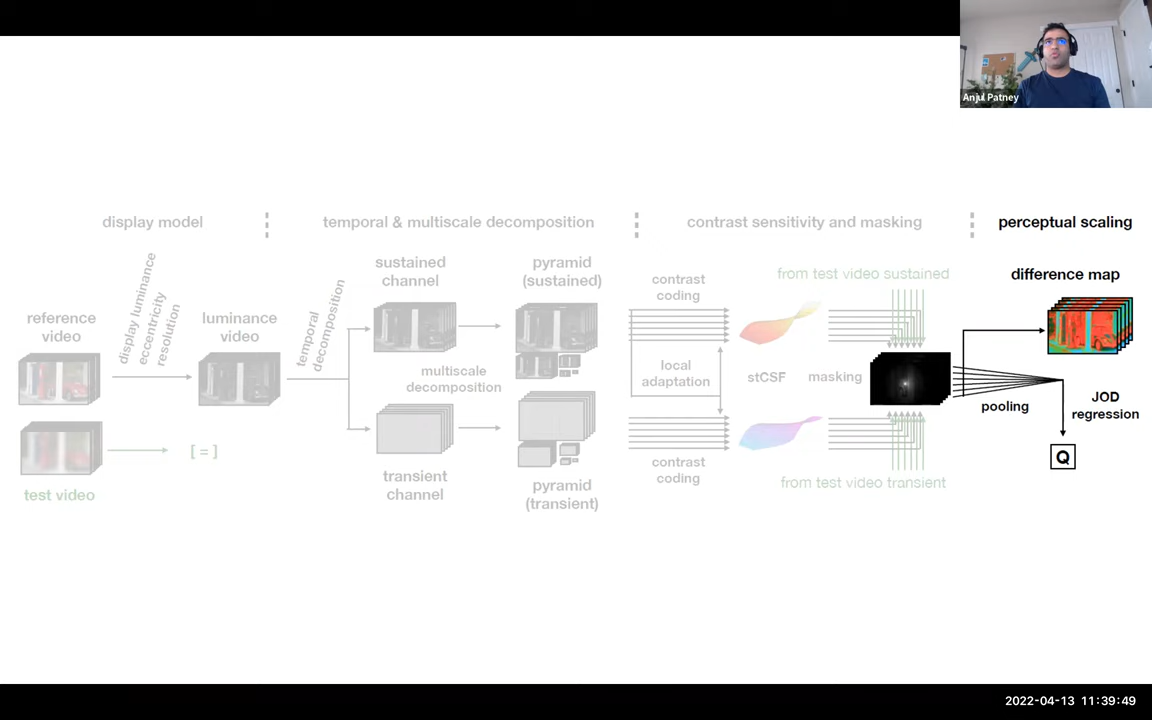 Anjul Patney
display model
temporal & multiscale decomposition
contrast sensitivity and masking
perceptual scaling
reference
video
display luminance
eccentricity
resolution
luminance
video
temporal
decomposition
sustained
channel
pyramid
(sustained)
multiscale
decomposition
transient
channel
pyramid
(transient)
test video
[ = ]
contrast
coding
local
adaptation
contrast
coding
stCSF
from test video sustained
masking
from test video transient
difference map
pooling
JOD
regression
Q
2022-04-13 11:39:49